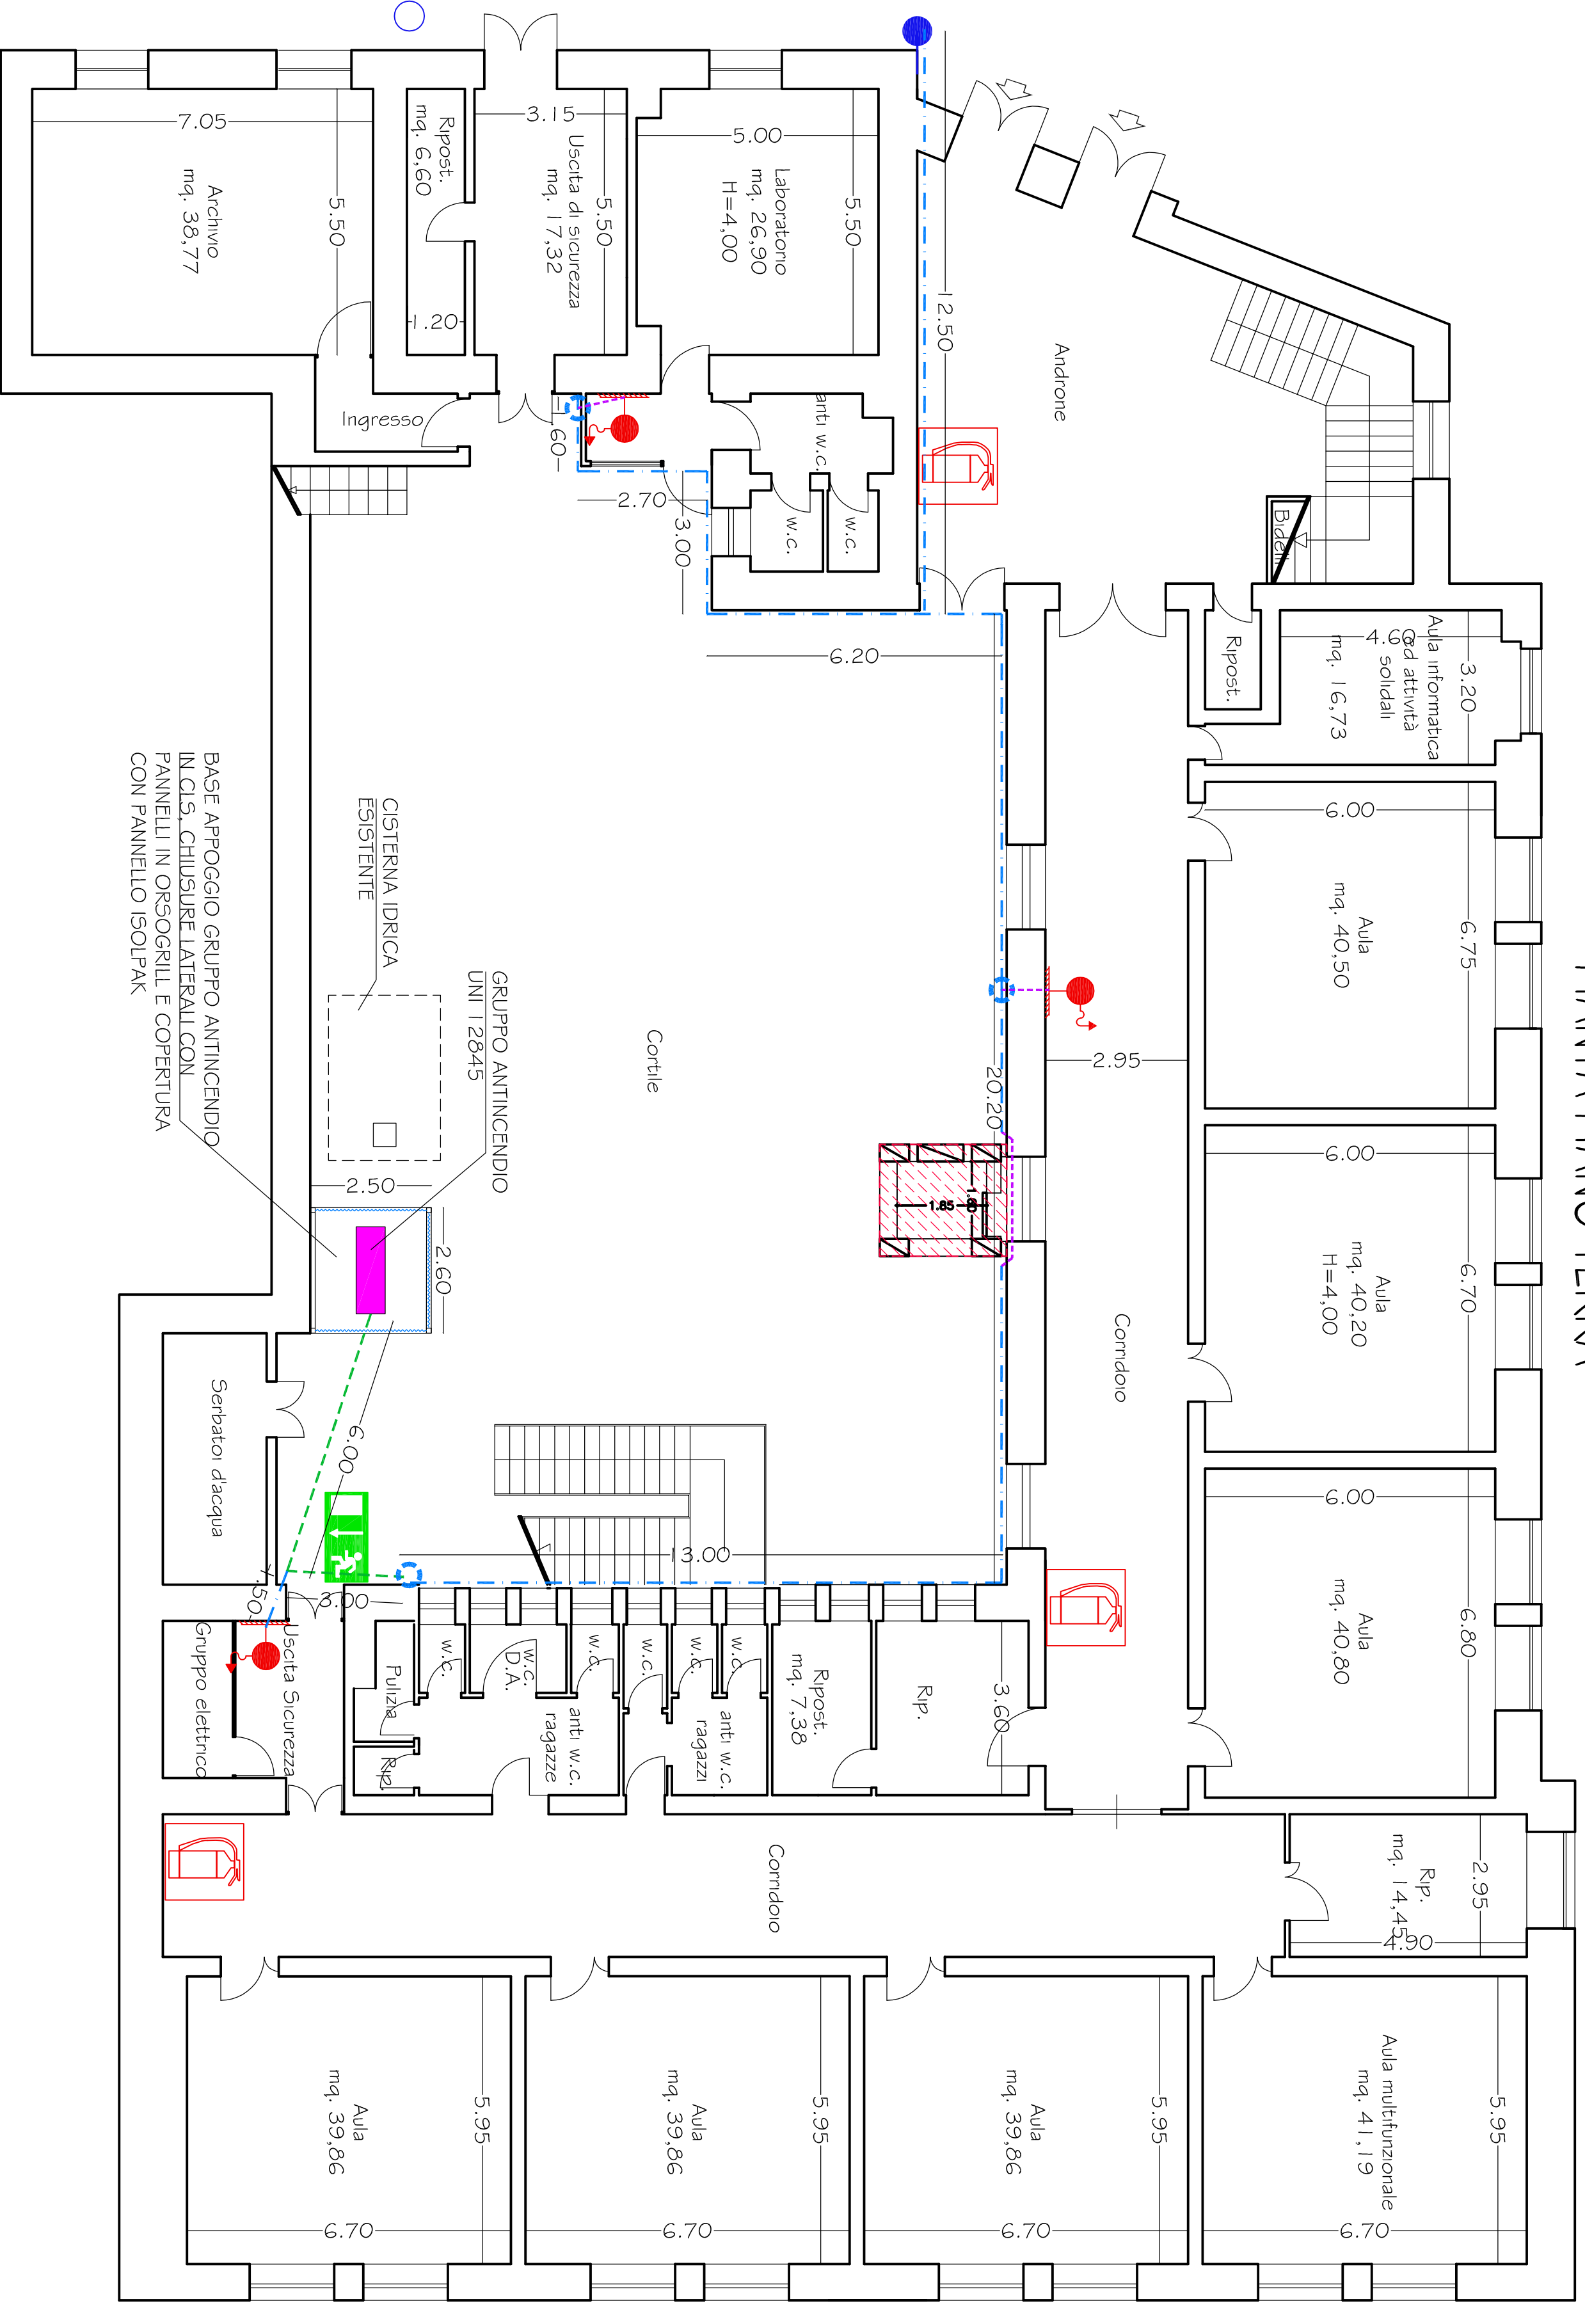 PIANTA PIANO TERRA
7.05
5.50
Archivio
mq. 38,77
Ripost.
mq. 6,60
1.20
3.15
5.50
Uscita di sicurezza
mq. 17,32
5.00
5.50
Laboratorio
mq. 26,90
H=4,00
12.50
Androne
Ingresso
.60
2.70
3.00
anti w.c.
w.c.
w.c.
Bidelli
6.20
Ripost.
Aula informatica
ed attività
solidali
mq. 16,73
4.60
3.20
6.00
6.75
Aula
mq. 40,50
BASE APPOGGIO GRUPPO ANTINCENDIO
IN CLS, CHIUSURE LATERALI CON
PANNELLI IN ORSOGRILL E COPERTURA
CON PANNELLO ISOLPAK
CISTERNA IDRICA
ESISTENTE
GRUPPO ANTINCENDIO
UNI 12845
Cortile
20.20
2.95
1.85
1.60
2.50
2.60
6.00
6.70
Aula
mq. 40,20
H=4,00
Corridoio
Serbatoi d'acqua
6.00
13.00
6.00
6.80
Aula
mq. 40,80
1.50
3.00
Gruppo elettrico
Uscita Sicurezza
Pulizia
Rip.
w.c.
w.c.
D.A.
w.c.
anti w.c.
ragazze
w.c.
w.c.
w.c.
anti w.c.
ragazzi
Ripost.
mq. 7,38
Rip.
3.60
Corridoio
Rip.
mq. 14,45
2.95
4.90
Aula
mq. 39,86
5.95
6.70
Aula
mq. 39,86
5.95
6.70
Aula
mq. 39,86
5.95
6.70
Aula multifunzionale
mq. 41,19
5.95
6.70